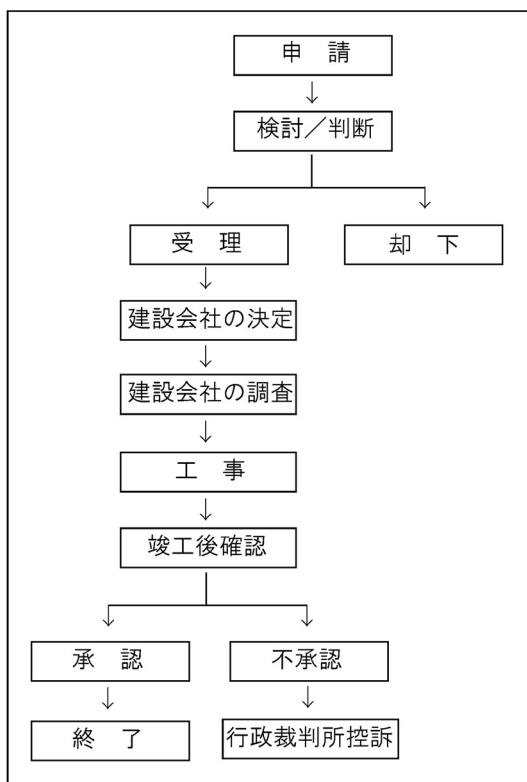 申　請
検討／判断
受　理
却　下
建設会社の決定
建設会社の調査
工　事
竣工後確認
承　認
不承認
終　了
行政裁判所控訴